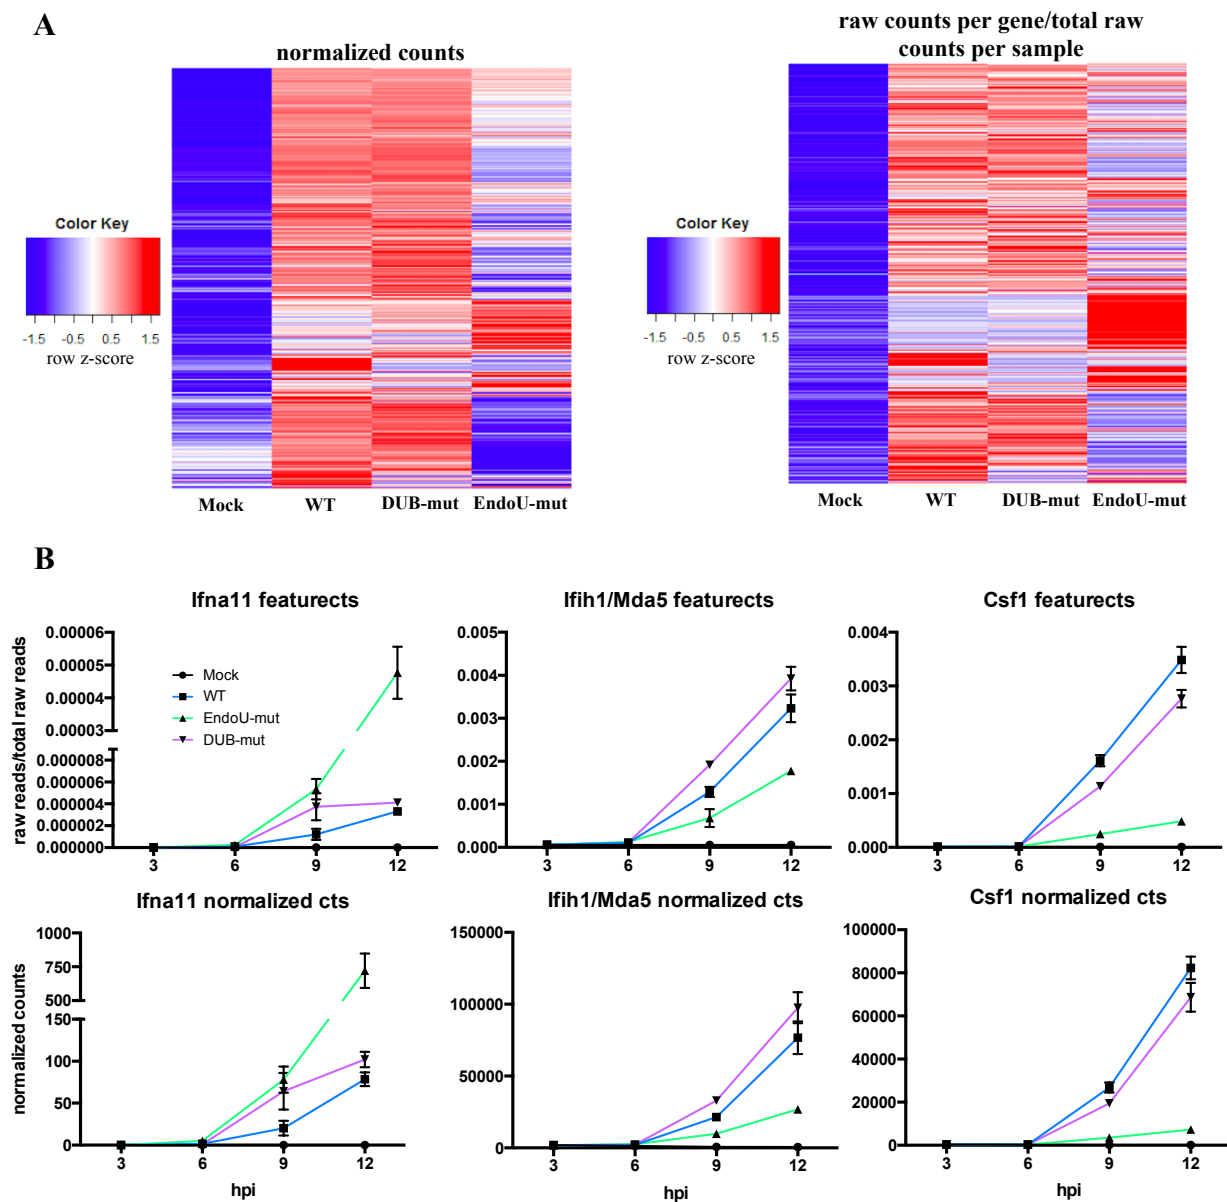 A
normalized counts
raw counts per gene/total raw
counts per sample
Color Key
-1.5 -0.5 0.5 1.5
row z-score
Color Key
-1.5 -0.5 0.5 1.5
row z-score
Mock WT DUB-mut EndoU-mut
Mock WT DUB-mut EndoU-mut
B
Ifna11 featurects
raw reads/total raw reads
0.00006
0.00005
0.00004
0.00003
0.000008
0.000006
0.000004
0.000002
0.000000
Mock
WT
EndoU-mut
DUB-mut
3 6 9 12
Ifih1/Mda5 featurects
0.005
0.004
0.003
0.002
0.001
0.000
3 6 9 12
Csf1 featurects
0.004
0.003
0.002
0.001
0.000
3 6 9 12
Ifna11 normalized cts
normalized counts
1000
750
500
150
100
50
0
3 6 9 12
hpi
Ifih1/Mda5 normalized cts
150000
100000
50000
0
3 6 9 12
hpi
Csf1 normalized cts
100000
80000
60000
40000
20000
0
3 6 9 12
hpi